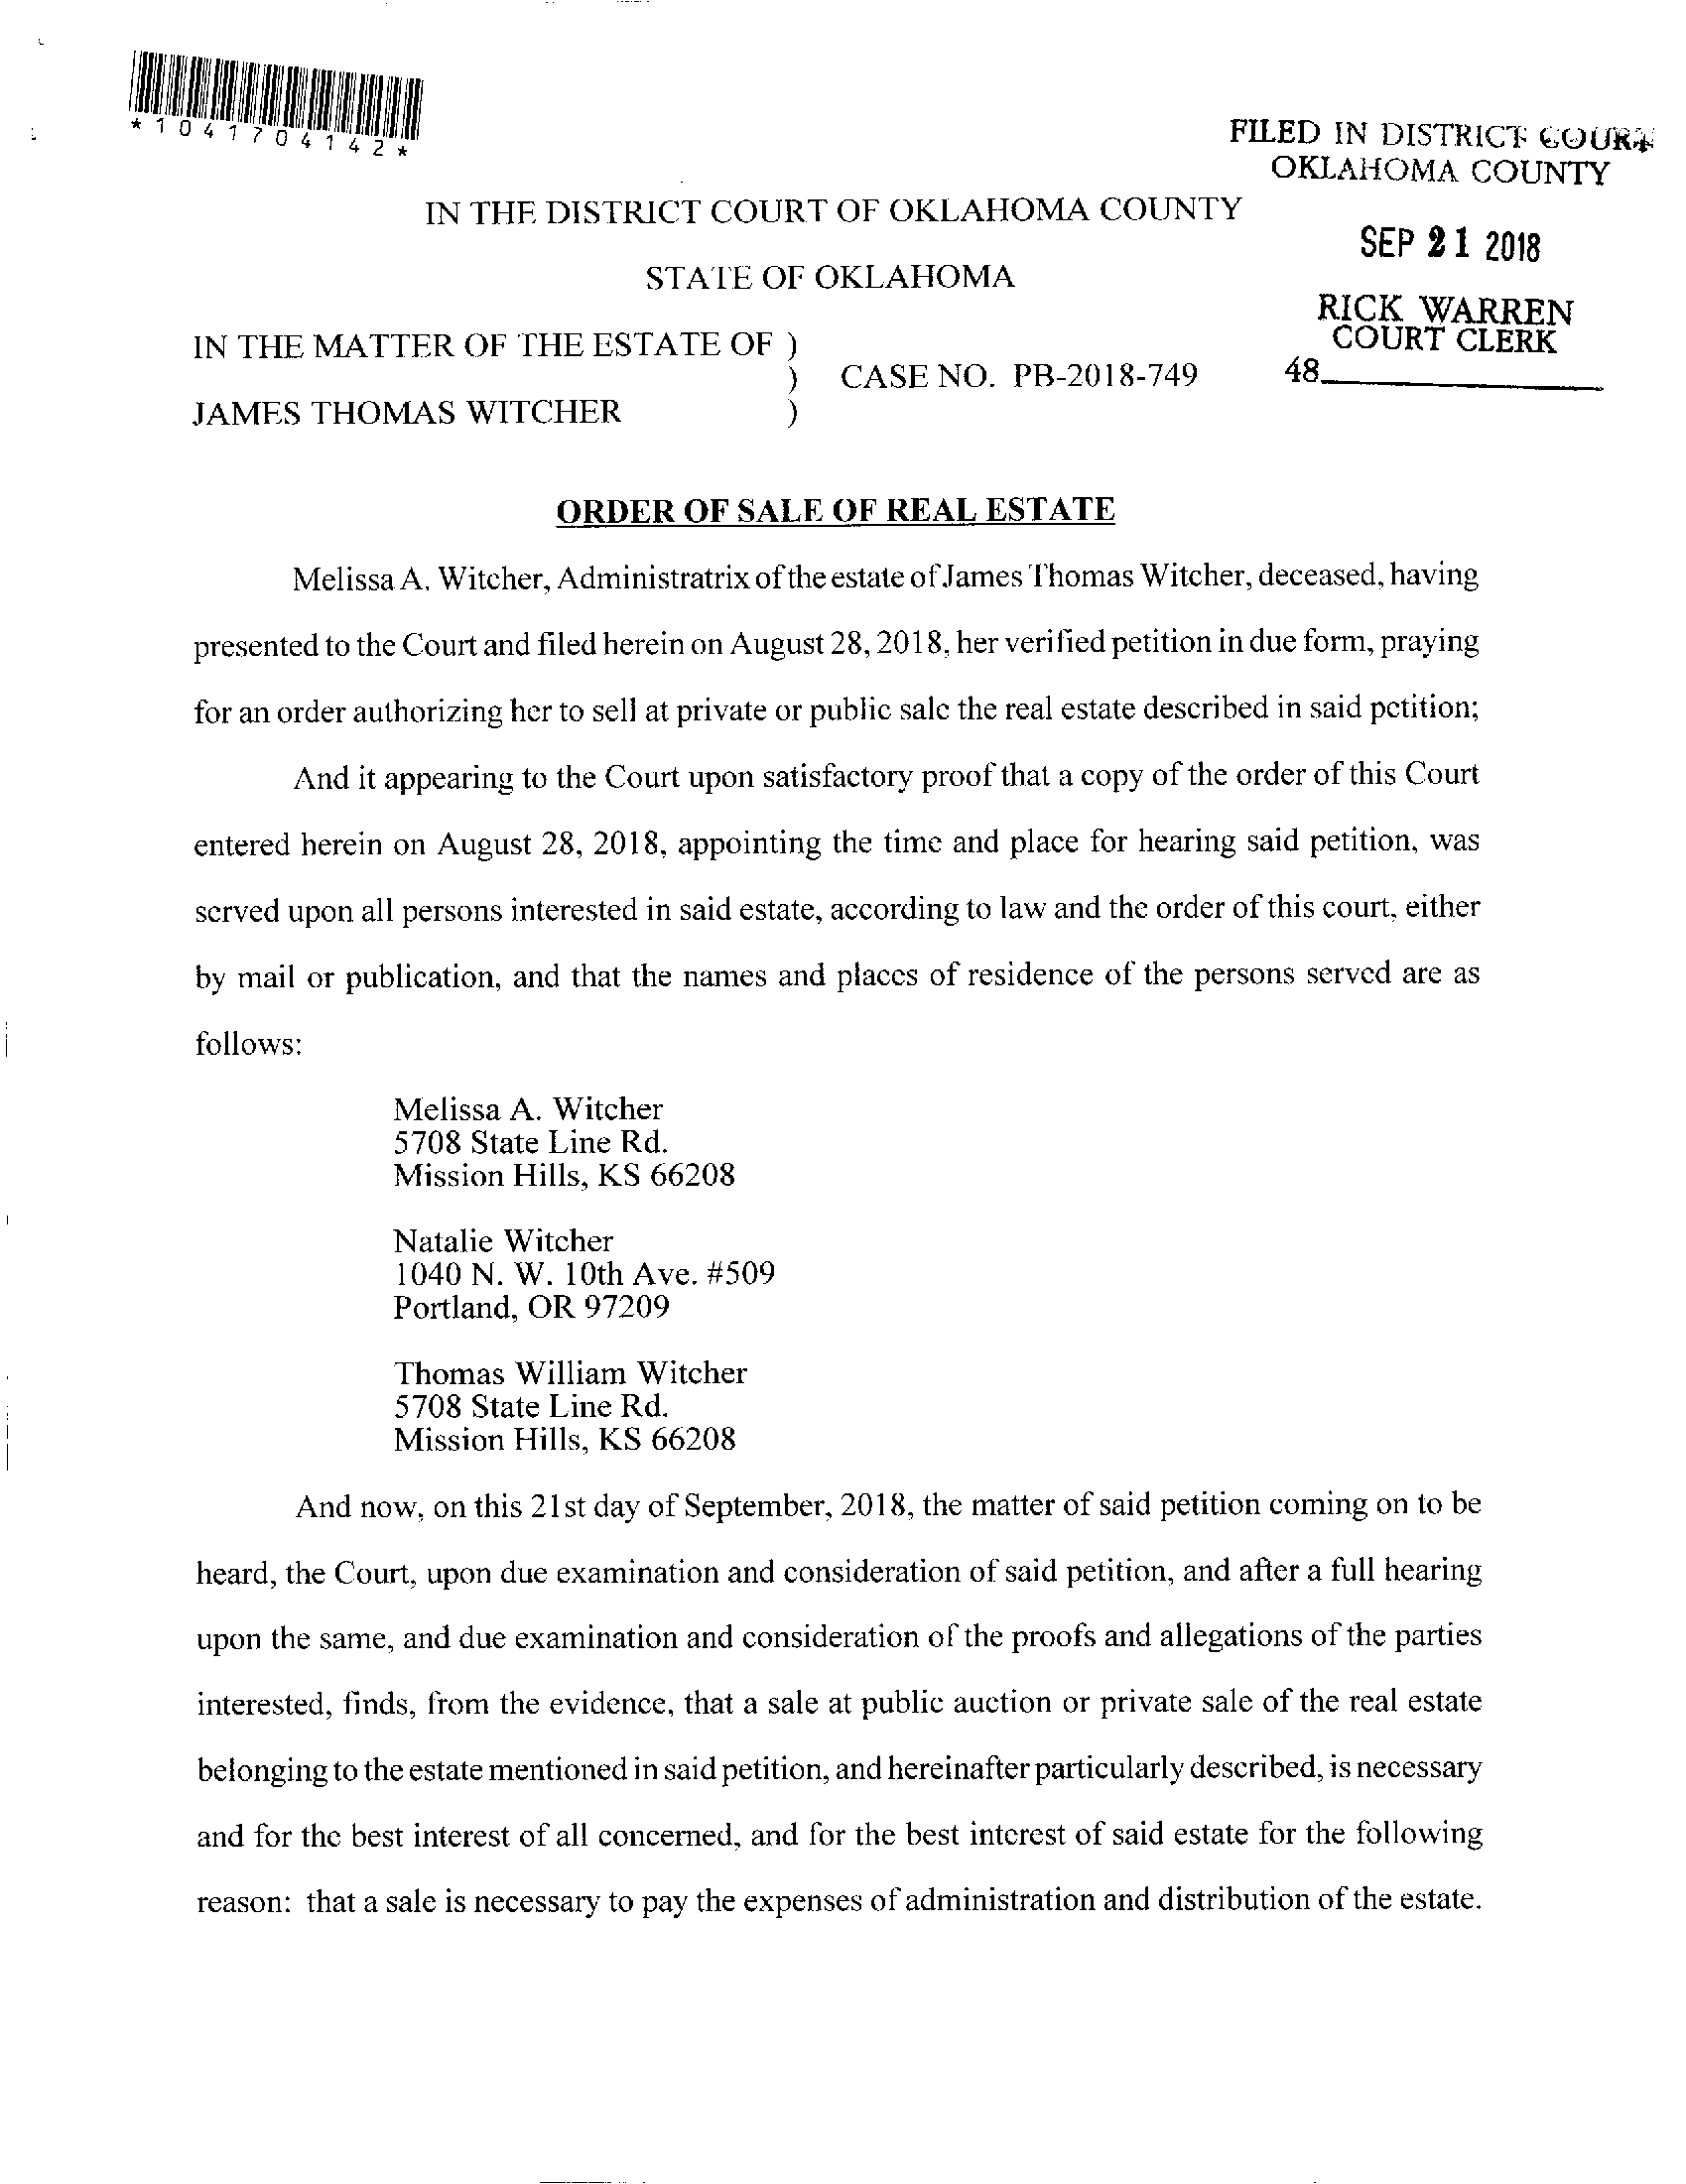 *1041704142*
FILED IN DISTRICT COURT
OKLAHOMA COUNTY
IN THE DISTRICT COURT OF OKLAHOMA COUNTY
SEP 21 2018
STATE OF OKLAHOMA
RICK WARREN
COURT CLERK
IN THE MATTER OF THE ESTATE OF )
) CASE NO. PB-2018-749
48
JAMES THOMAS WITCHER )
ORDER OF SALE OF REAL ESTATE
Melissa A. Witcher, Administratrix of the estate of James Thomas Witcher, deceased, having
presented to the Court and filed herein on August 28, 2018, her verified petition in due form, praying
for an order authorizing her to sell at private or public sale the real estate described in said petition;
And it appearing to the Court upon satisfactory proof that a copy of the order of this Court
entered herein on August 28, 2018, appointing the time and place for hearing said petition, was
served upon all persons interested in said estate, according to law and the order of this court, either
by mail or publication, and that the names and places of residence of the persons served are as
follows:
Melissa A. Witcher
5708 State Line Rd.
Mission Hills, KS 66208
Natalie Witcher
1040 N. W. 10th Ave. #509
Portland, OR 97209
Thomas William Witcher
5708 State Line Rd.
Mission Hills, KS 66208
And now, on this 21st day of September, 2018, the matter of said petition coming on to be
heard, the Court, upon due examination and consideration of said petition, and after a full hearing
upon the same, and due examination and consideration of the proofs and allegations of the parties
interested, finds, from the evidence, that a sale at public auction or private sale of the real estate
belonging to the estate mentioned in said petition, and hereinafter particularly described, is necessary
and for the best interest of all concerned, and for the best interest of said estate for the following
reason: that a sale is necessary to pay the expenses of administration and distribution of the estate.